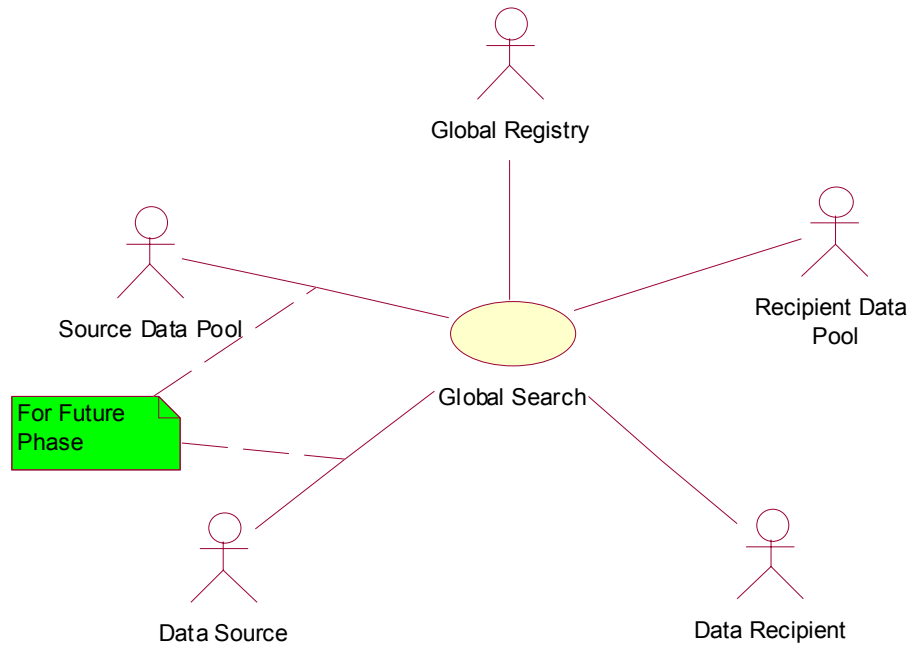 Global Registry
Source Data Pool
Recipient Data
Pool
For Future
Phase
Global Search
Data Source
Data Recipient